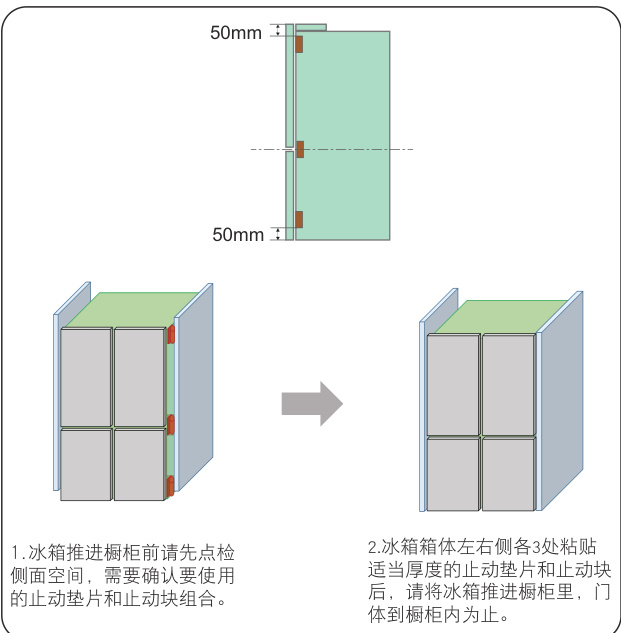 50mm
50mm
1.冰箱推进橱柜前请先点检
侧面空间，需要确认要使用
的止动垫片和止动块组合。
2.冰箱箱体左右侧各3处粘贴
适当厚度的止动垫片和止动块
后，请将冰箱推进橱柜里，门
体到橱柜内为止。